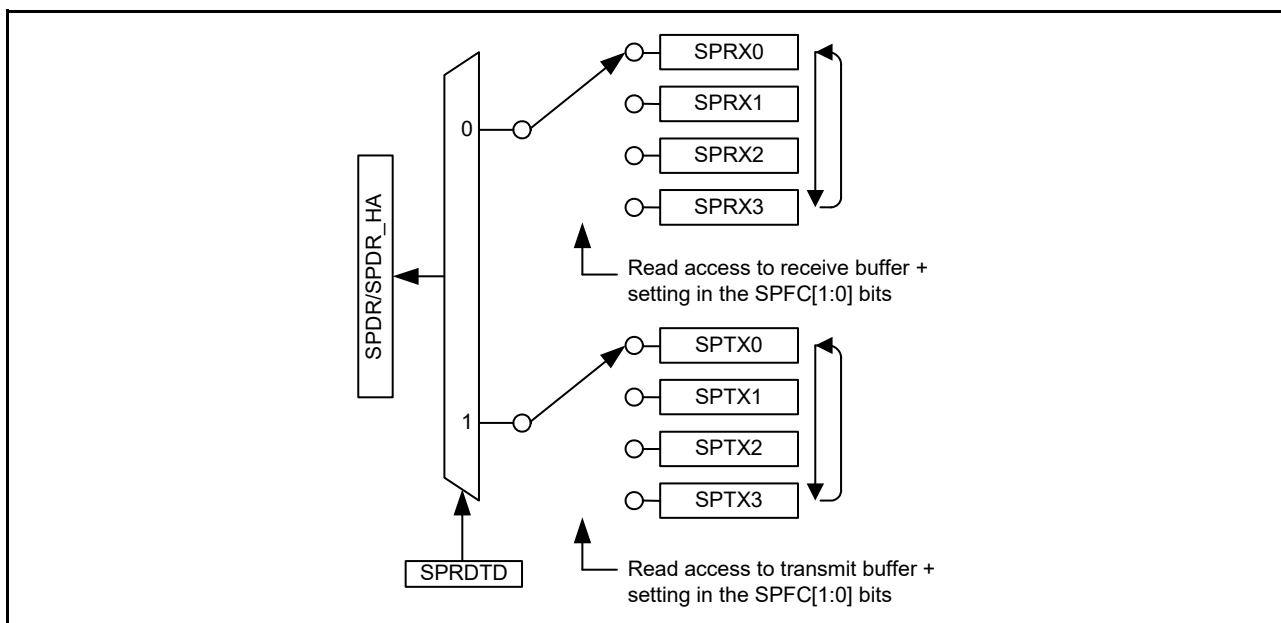 SPRX0
SPRX1
SPRX2
SPRX3
0
SPDR/SPDR_HA
Read access to receive buffer +
setting in the SPFC[1:0] bits
SPTX0
SPTX1
SPTX2
SPTX3
1
SPRDTD
Read access to transmit buffer +
setting in the SPFC[1:0] bits